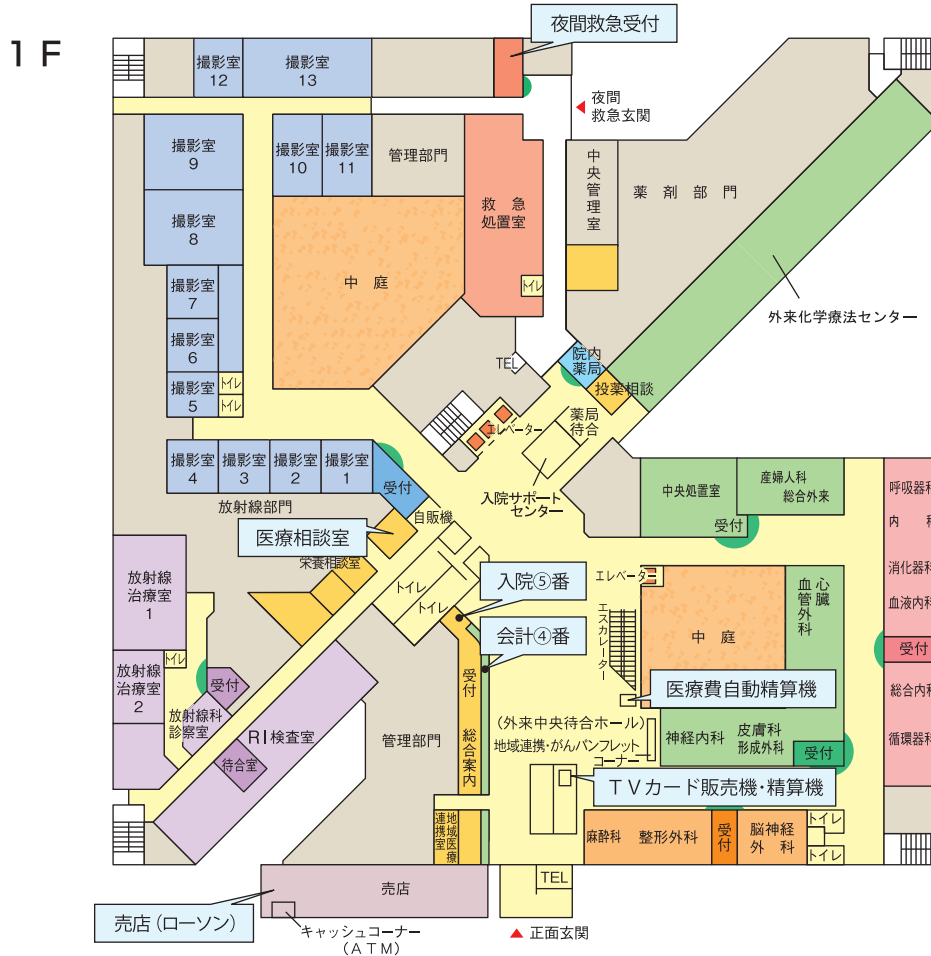 1 F
夜間救急受付
撮影室
12
撮影室
13
夜間
救急玄関
撮影室
9
撮影室
10
撮影室
11
管理部門
救 急
処置室
中央管理室
薬 剤 部 門
撮影室
8
中 庭
トイレ
撮影室
7
外来化学療法センター
撮影室
6
TEL
院内
薬局
撮影室
5
トイレ
トイレ
投薬相談
薬局
待合
エレベーター
撮影室
4
撮影室
3
撮影室
2
撮影室
1
受付
入院サポート
センター
中央処置室
産婦人科
総合外来
受付
呼吸器科
内 科
消化器科
血液内科
受付
総合内科
循環器科
放射線部門
自販機
医療相談室
栄養相談室
トイレ
トイレ
入院⑤番
会計④番
エレベーター
エスカレーター
中 庭
心臓
血管外科
放射線
治療室
1
トイレ
放射線
治療室
2
受付
放射線科
診察室
RI検査室
待合室
管理部門
受付
総合案内
医療費自動精算機
(外来中央待合ホール)
地域連携・がんパンフレット
コーナー
神経内科
皮膚科
形成外科
受付
TVカード販売機・精算機
地域医療
連携室
麻酔科
整形外科
受付
脳神経
外 科
トイレ
トイレ
売店
TEL
売店(ローソン)
キャッシュコーナー
(ATM)
正面玄関